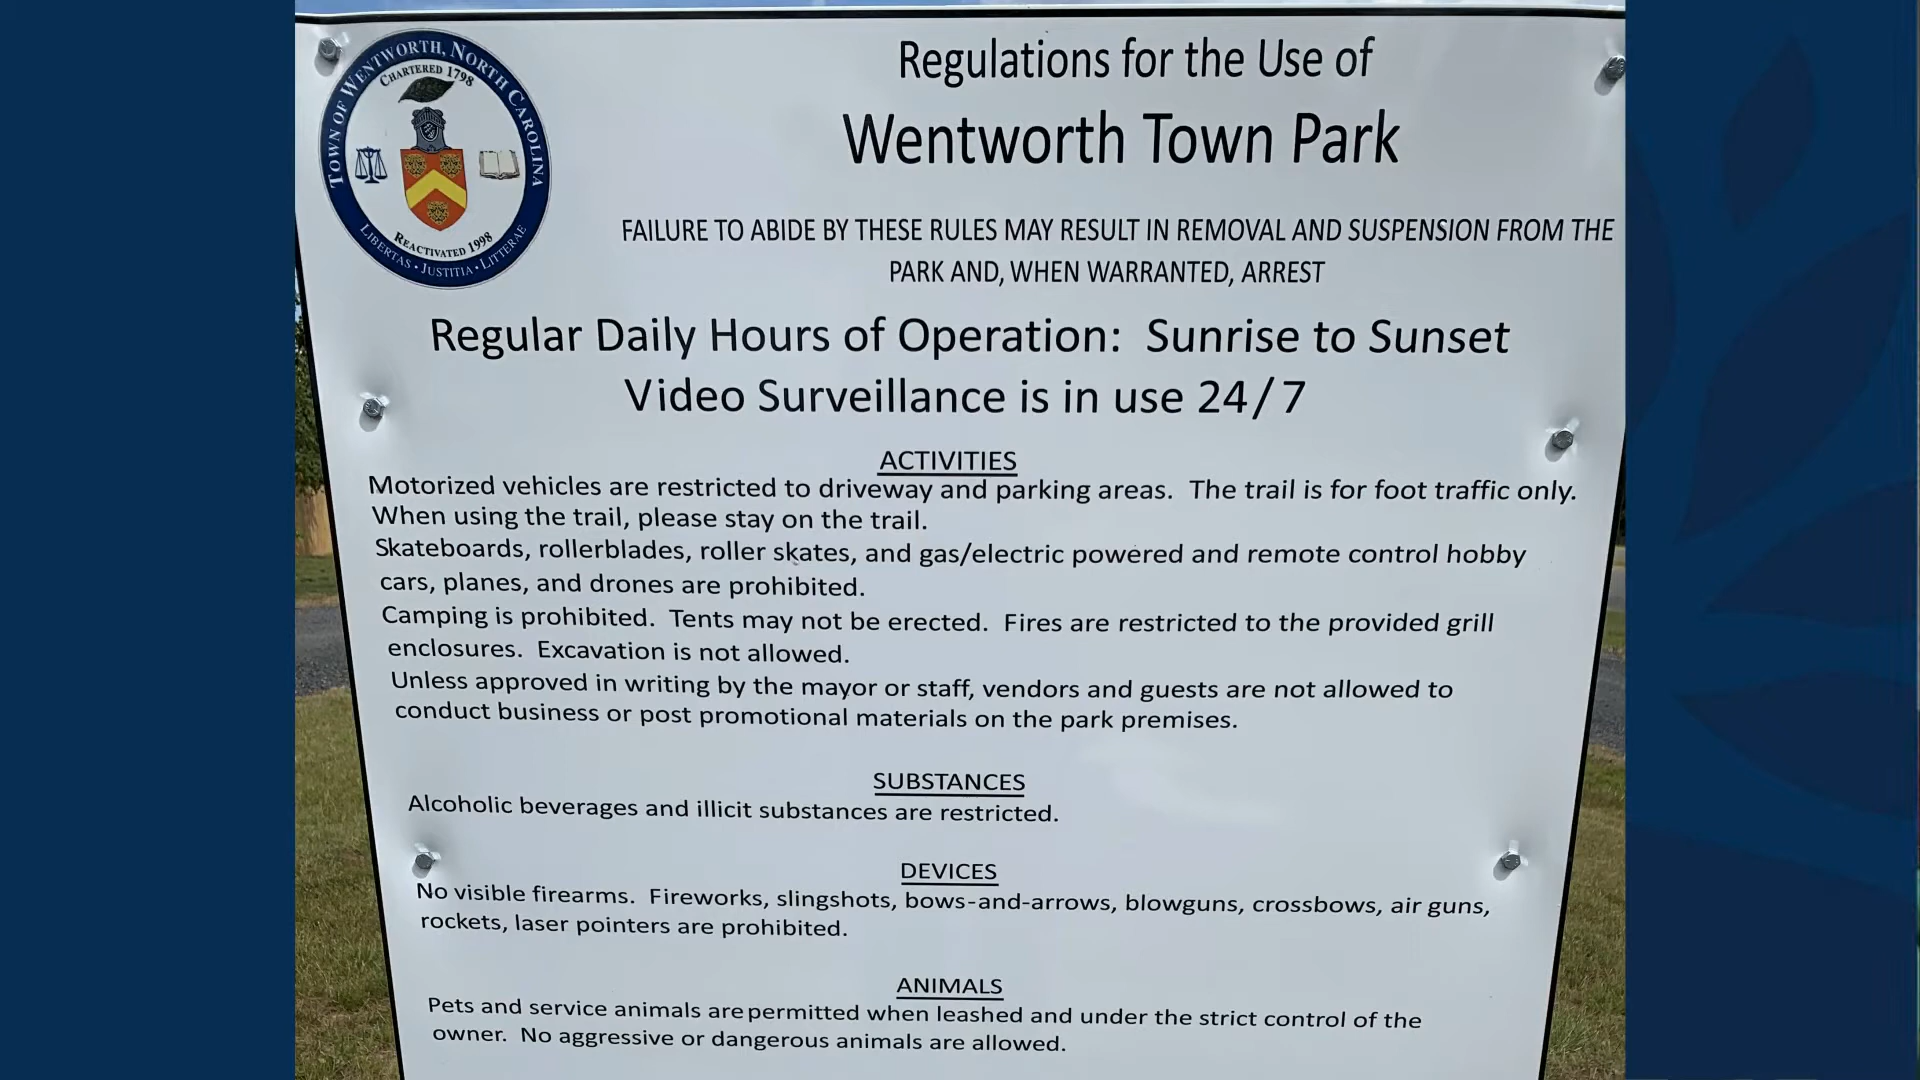 TOWN OF WENTWORTH, NORTH CAROLINA
CHARTERED 1798
REACTIVATED 1998
LIBERTAS • JUSTITIA • LITTERAE
Regulations for the Use of
Wentworth Town Park
FAILURE TO ABIDE BY THESE RULES MAY RESULT IN REMOVAL AND SUSPENSION FROM THE
PARK AND, WHEN WARRANTED, ARREST
Regular Daily Hours of Operation: Sunrise to Sunset
Video Surveillance is in use 24/7
ACTIVITIES
Motorized vehicles are restricted to driveway and parking areas. The trail is for foot traffic only.
When using the trail, please stay on the trail.
Skateboards, rollerblades, roller skates, and gas/electric powered and remote control hobby
cars, planes, and drones are prohibited.
Camping is prohibited. Tents may not be erected. Fires are restricted to the provided grill
enclosures. Excavation is not allowed.
Unless approved in writing by the mayor or staff, vendors and guests are not allowed to
conduct business or post promotional materials on the park premises.
SUBSTANCES
Alcoholic beverages and illicit substances are restricted.
DEVICES
No visible firearms. Fireworks, slingshots, bows-and-arrows, blowguns, crossbows, air guns,
rockets, laser pointers are prohibited.
ANIMALS
Pets and service animals are permitted when leashed and under the strict control of the
owner. No aggressive or dangerous animals are allowed.